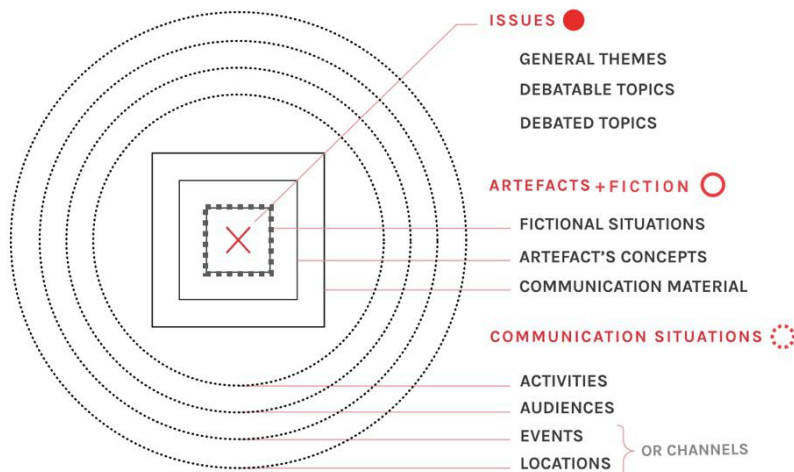 ISSUES
GENERAL THEMES
DEBATABLE TOPICS
DEBATED TOPICS
ARTEFACTS + FICTION
FICTIONAL SITUATIONS
ARTEFACT'S CONCEPTS
COMMUNICATION MATERIAL
COMMUNICATION SITUATIONS
ACTIVITIES
AUDIENCES
EVENTS
OR CHANNELS
LOCATIONS